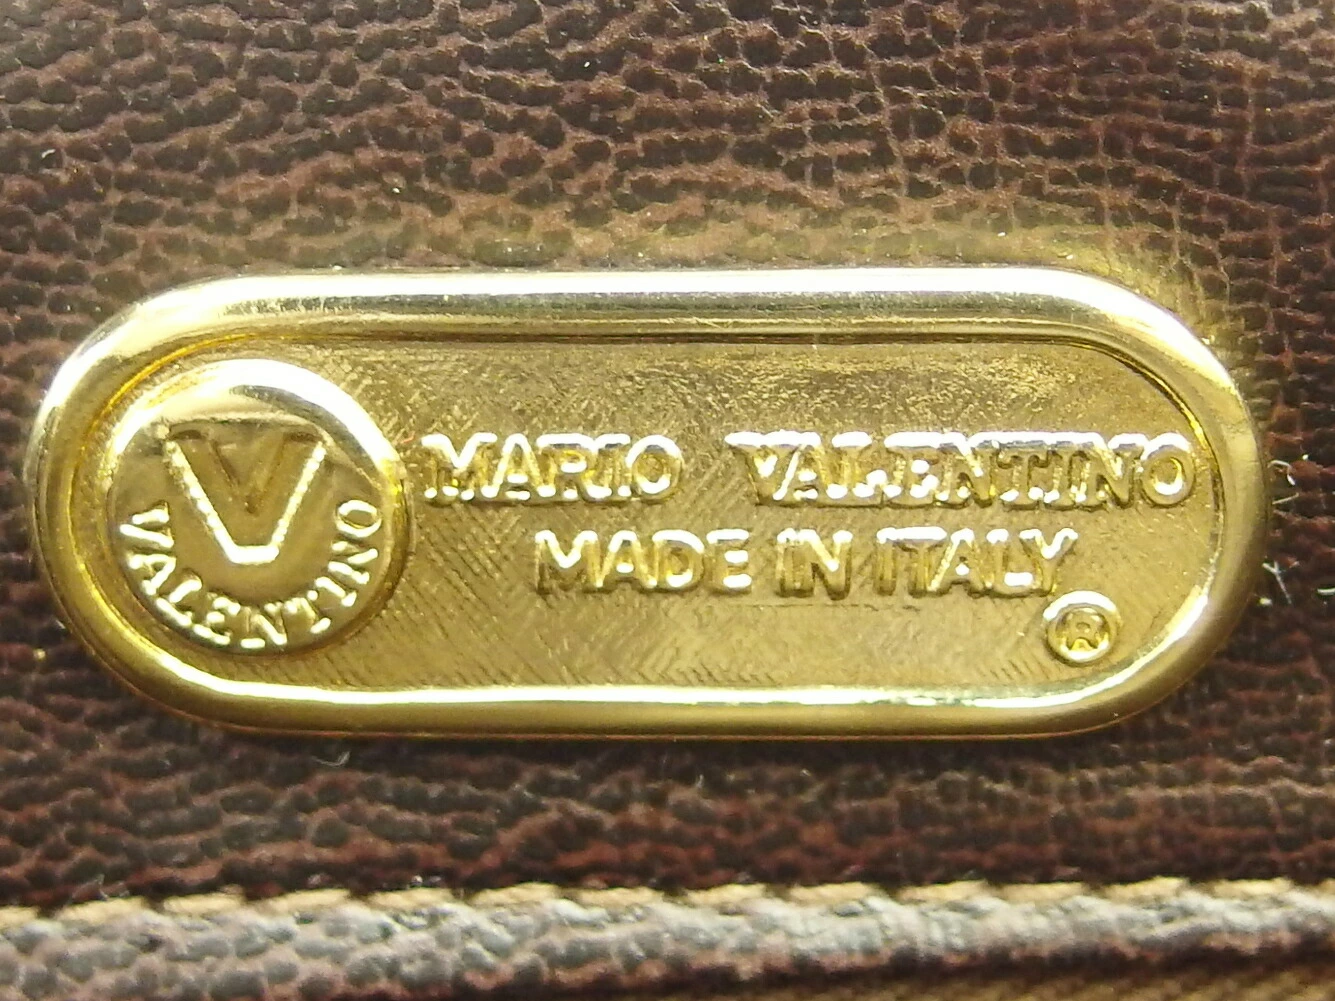 V
VALENTINO
MARIO VALENTINO
MADE IN ITALY
®